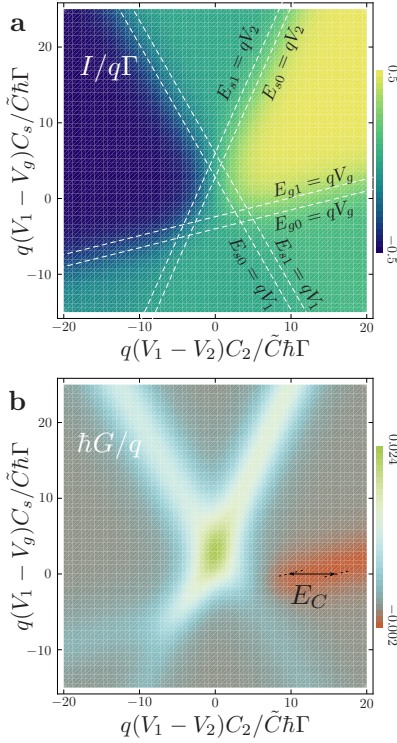 a
I/qΓ
E_{s1} = qV_2
E_{s0} = qV_2
E_{g1} = qV_g
E_{g0} = qV_g
E_{s0} = qV_1
E_{s1} = qV_1
q(V_1 − V_g)C_s/C̃ħΓ
20
10
0
−10
−20
−10
0
10
20
q(V_1 − V_2)C_2/C̃ħΓ
0.5
−0.5
b
ħG/q
E_C
q(V_1 − V_g)C_s/C̃ħΓ
20
10
0
−10
−20
−10
0
10
20
q(V_1 − V_2)C_2/C̃ħΓ
0.024
−0.002